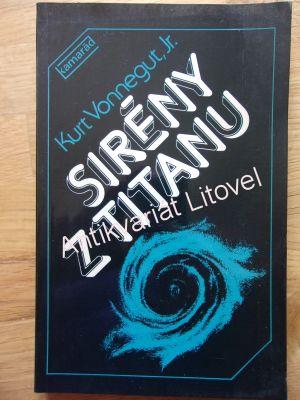 kamarád
Kurt Vonnegut, Jr.
SIRÉNY
Z TITANU
Antikvariát Litovel